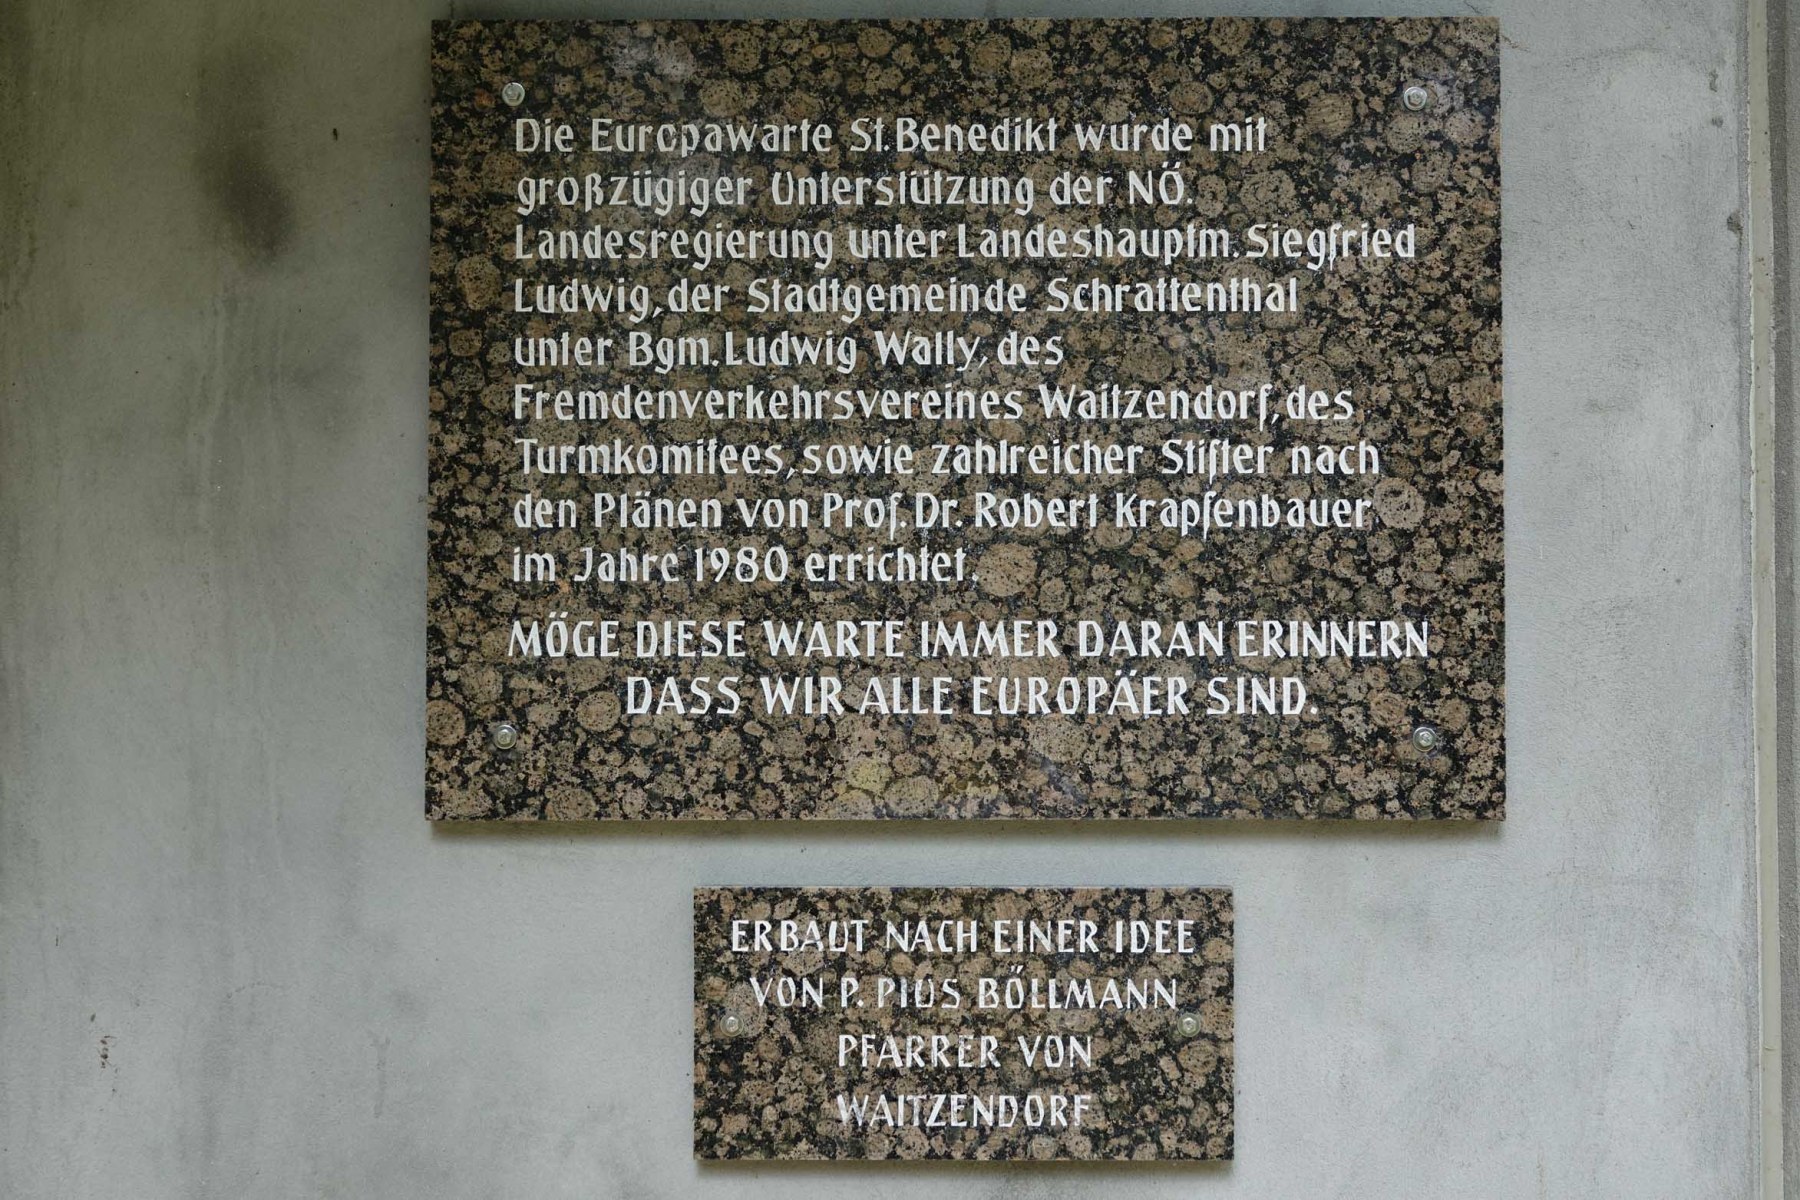 Die Europawarte St. Benedikt wurde mit
großzügiger Unterstützung der NÖ.
Landesregierung unter Landeshauptm. Siegfried
Ludwig, der Stadtgemeinde Schrattenthal
unter Bgm. Ludwig Wally, des
Fremdenverkehrsvereines Waitzendorf, des
Turmkomitees, sowie zahlreicher Stifter nach
den Plänen von Prof. Dr. Robert Krapfenbauer
im Jahre 1980 errichtet.
MÖGE DIESE WARTE IMMER DARAN ERINNERN
DASS WIR ALLE EUROPÄER SIND.
ERBAUT NACH EINER IDEE
VON P. PIUS BÖLLMANN
PFARRER VON
WAITZENDORF